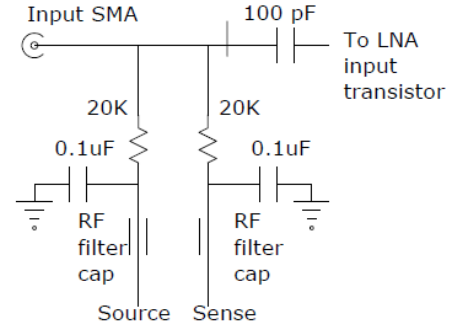 Input SMA
100 pF
To LNA
input
transistor
20K
20K
0.1uF
0.1uF
RF
filter
cap
RF
filter
cap
Source
Sense